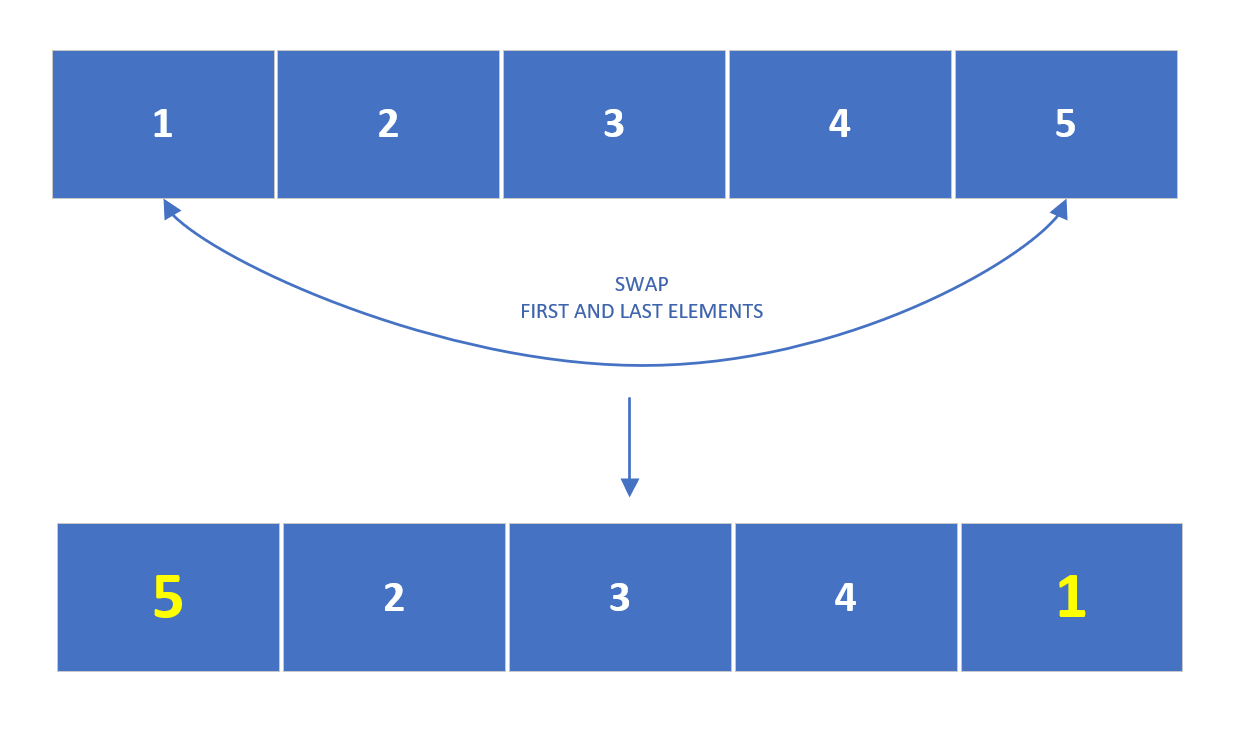 1 2 3 4 5
SWAP
FIRST AND LAST ELEMENTS
5 2 3 4 1